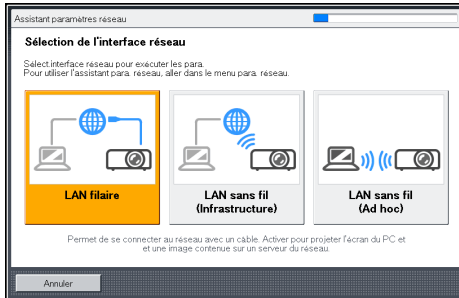 Assistant paramètres réseau
Sélection de l'interface réseau
Sélect.interface réseau pour exécuter les para.
Pour utiliser l'assistant para. réseau, aller dans le menu para. réseau.
LAN filaire
LAN sans fil
(Infrastructure)
LAN sans fil
(Ad hoc)
Permet de se connecter au réseau avec un câble. Activer pour projeter l'écran du PC et
et une image contenue sur un serveur du réseau.
Annuler